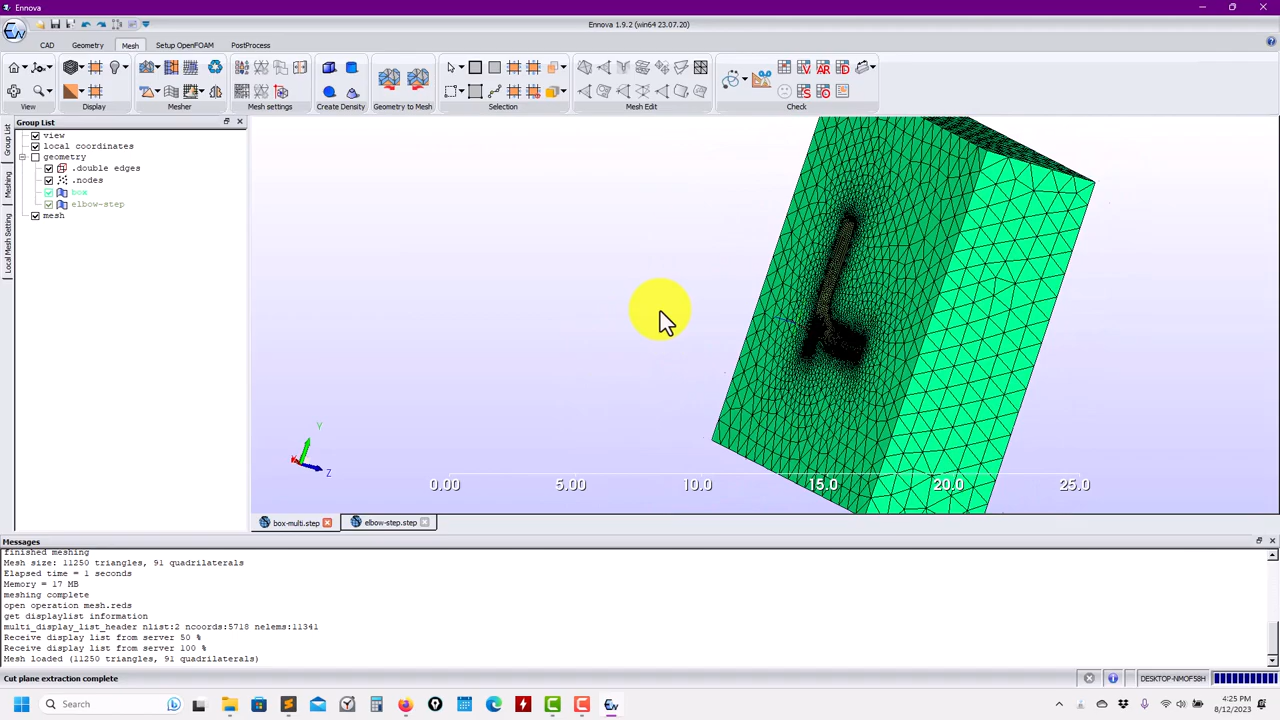 Ennova
Ennova 1.9.2 (win64 23.07.20)
CAD Geometry Mesh Setup OpenFOAM PostProcess
View Display Mesher Mesh settings Create Density Geometry to Mesh Selection Mesh Edit Check
Group List
Group List
Meshing
Local Mesh Setting
view
local coordinates
geometry
.double edges
.nodes
box
elbow-step
mesh
Y
Z
0.00 5.00 10.0 15.0 20.0 25.0
box-multi.step elbow-step.step
Messages
finished meshing
Mesh size: 11250 triangles, 91 quadrilaterals
Elapsed time = 1 seconds
Memory = 17 MB
meshing complete
open operation mesh.reds
get displaylist information
multi_display_list_header nlist:2 ncoords:5718 nelems:11341
Receive display list from server 50 %
Receive display list from server 100 %
Mesh loaded (11250 triangles, 91 quadrilaterals)
Cut plane extraction complete
DESKTOP-NMOFSSH
Search
4:25 PM
8/12/2023